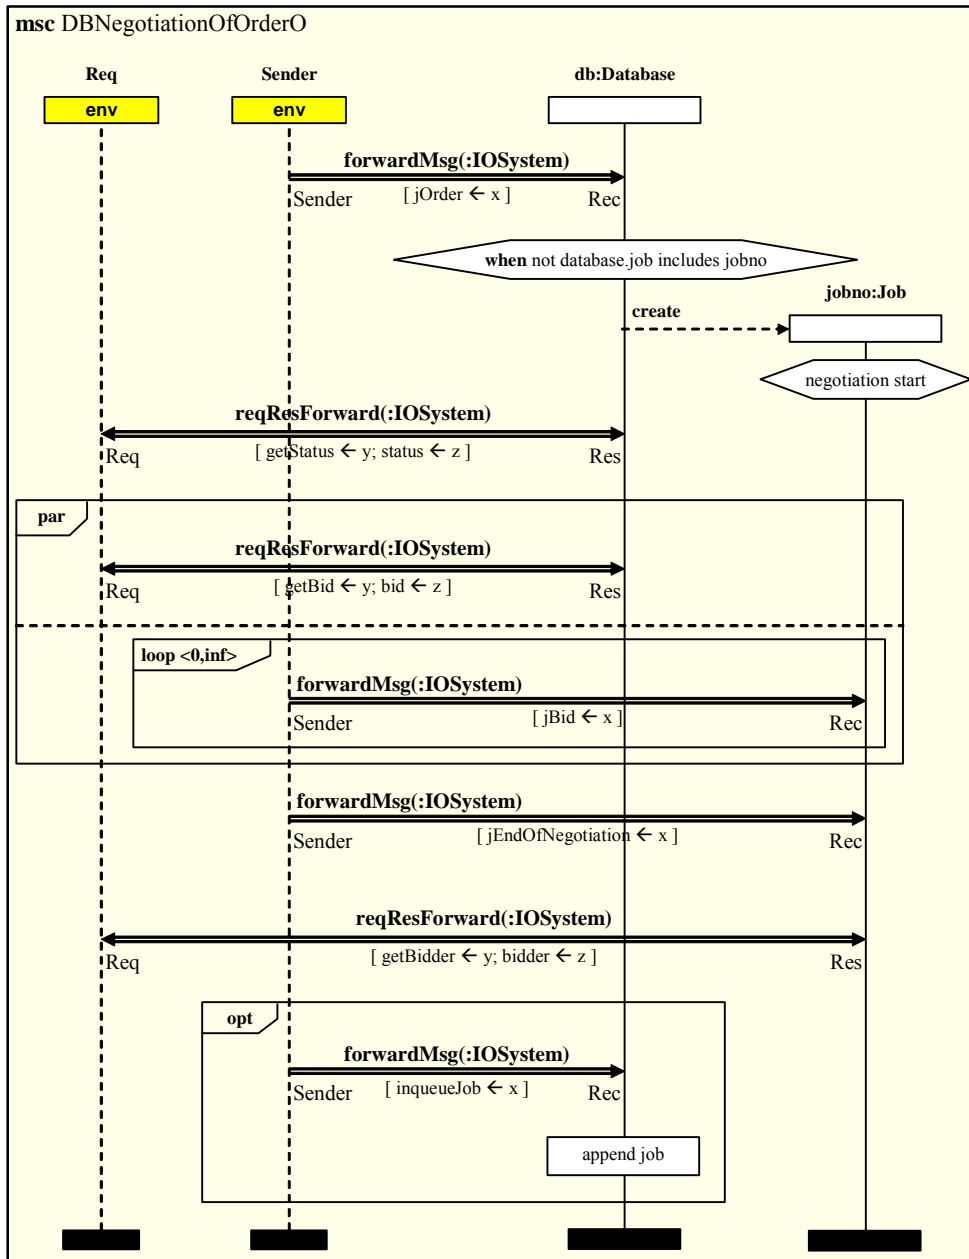 msc DBNegotiationOfOrderO
Req Sender db:Database
env env
forwardMsg(:IOSystem)
Sender [ jOrder ← x ] Rec
when not database.job includes jobno
jobno:Job
create
negotiation start
reqResForward(:IOSystem)
Req [ getStatus ← y; status ← z ] Res
par
reqResForward(:IOSystem)
Req [ getBid ← y; bid ← z ] Res
loop <0,inf>
forwardMsg(:IOSystem)
Sender [ jBid ← x ] Rec
forwardMsg(:IOSystem)
Sender [ jEndOfNegotiation ← x ] Rec
reqResForward(:IOSystem)
Req [ getBidder ← y; bidder ← z ] Res
opt
forwardMsg(:IOSystem)
Sender [ inqueueJob ← x ] Rec
append job